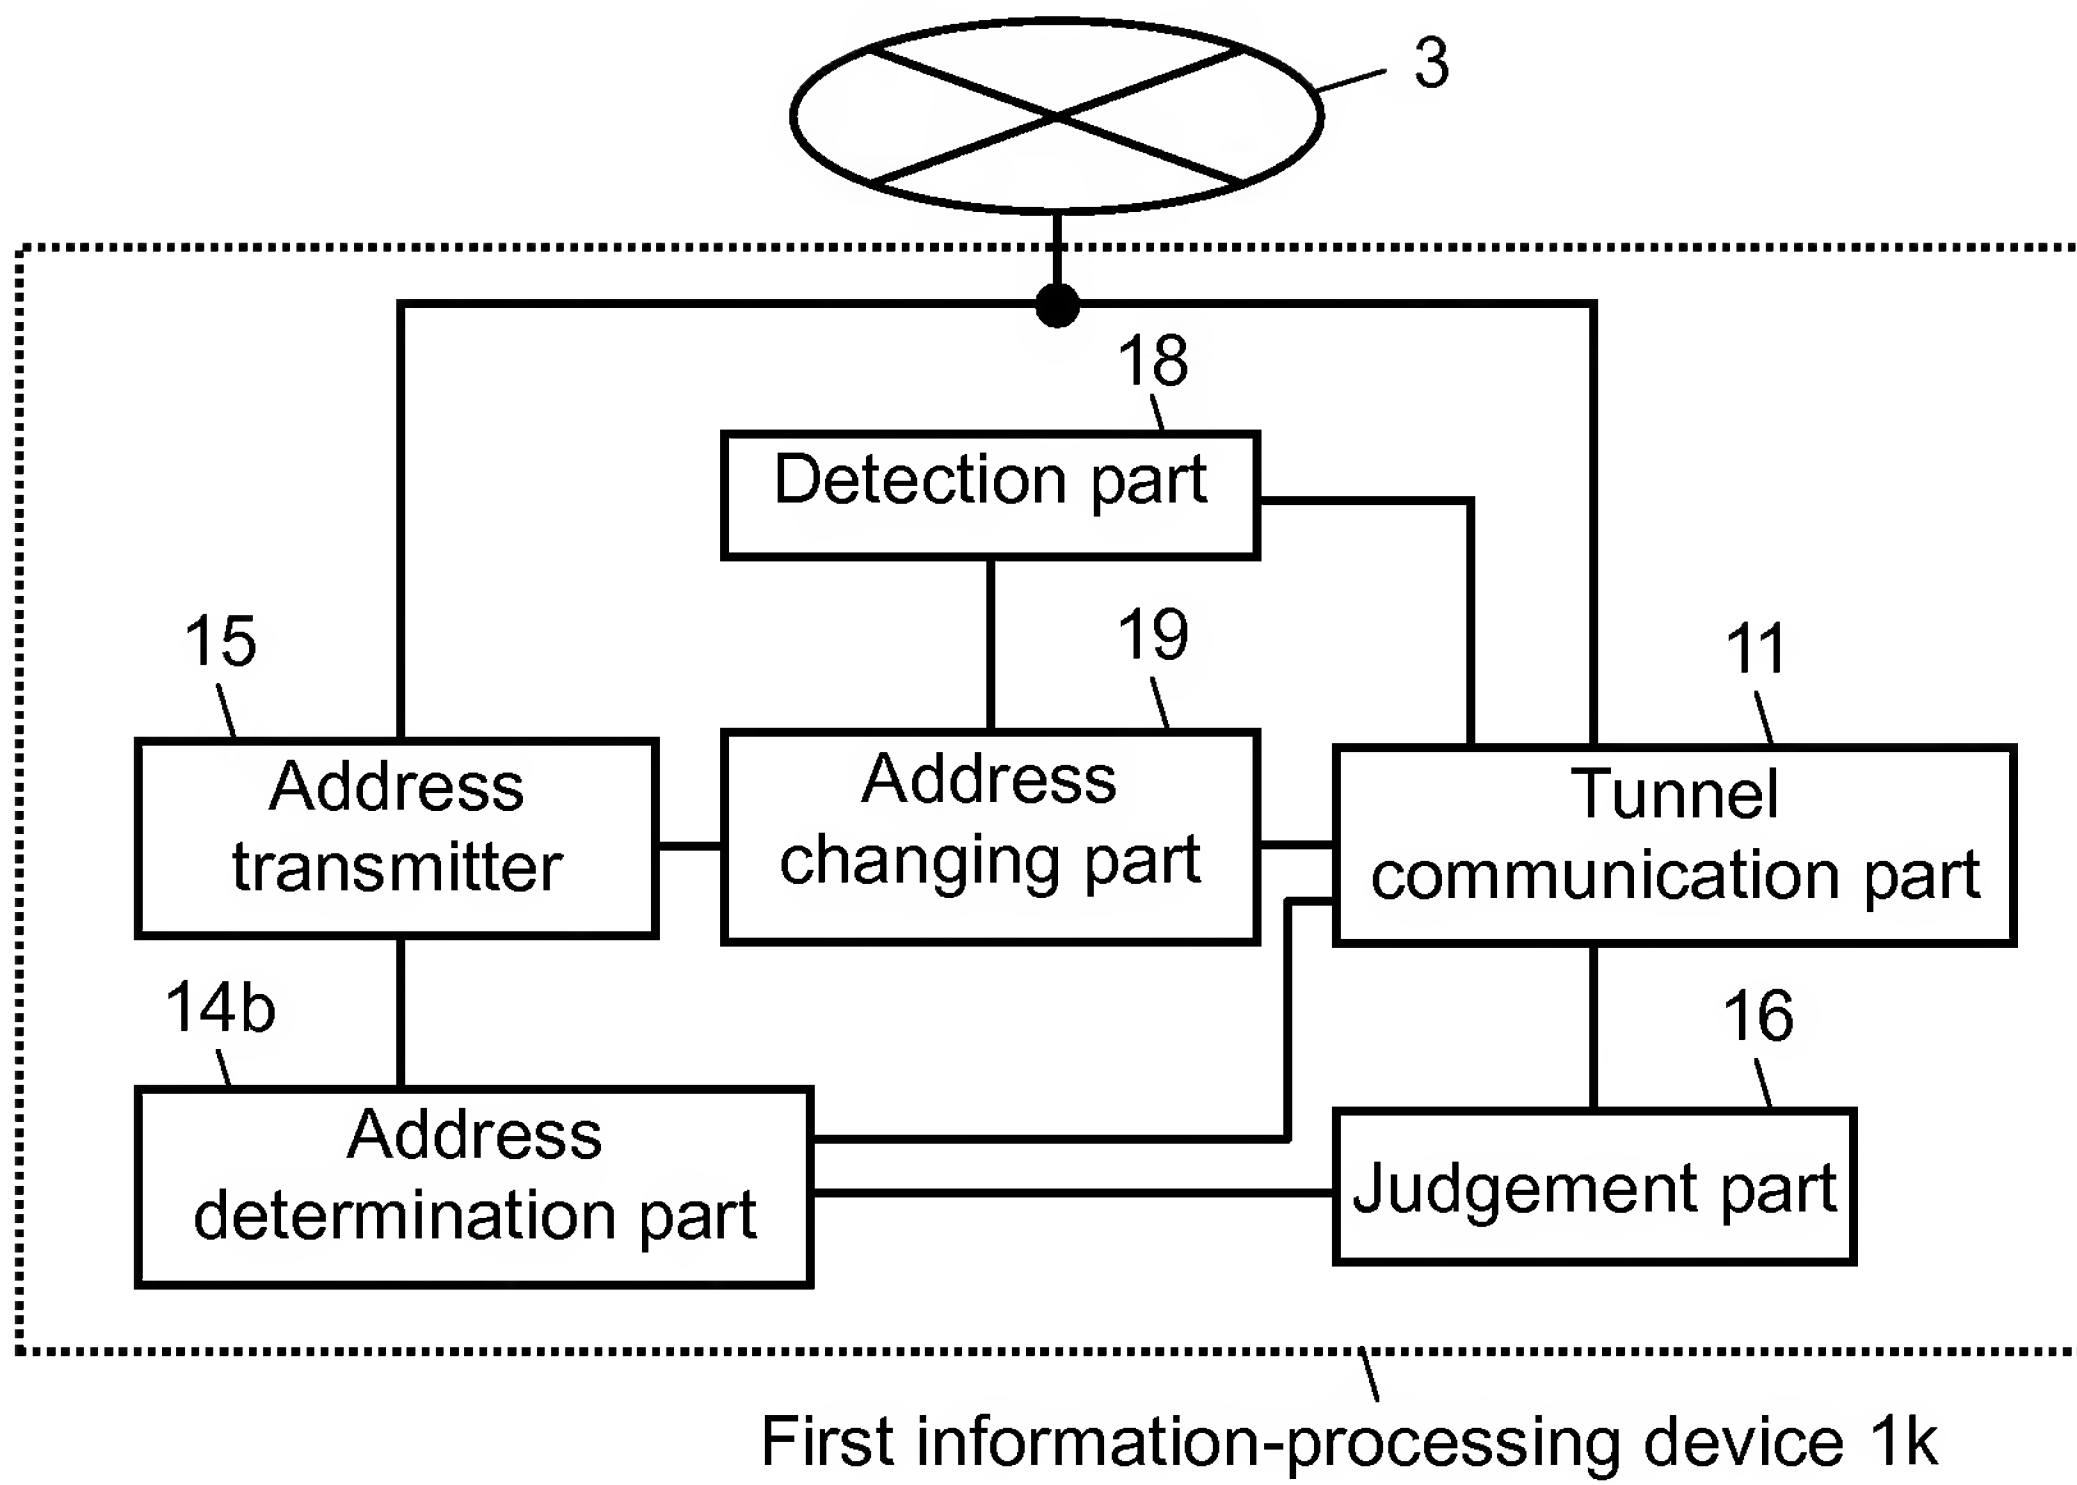 3
18
Detection part
15
19
11
Address
transmitter
Address
changing part
Tunnel
communication part
14b
16
Address
determination part
Judgement part
First information-processing device 1k